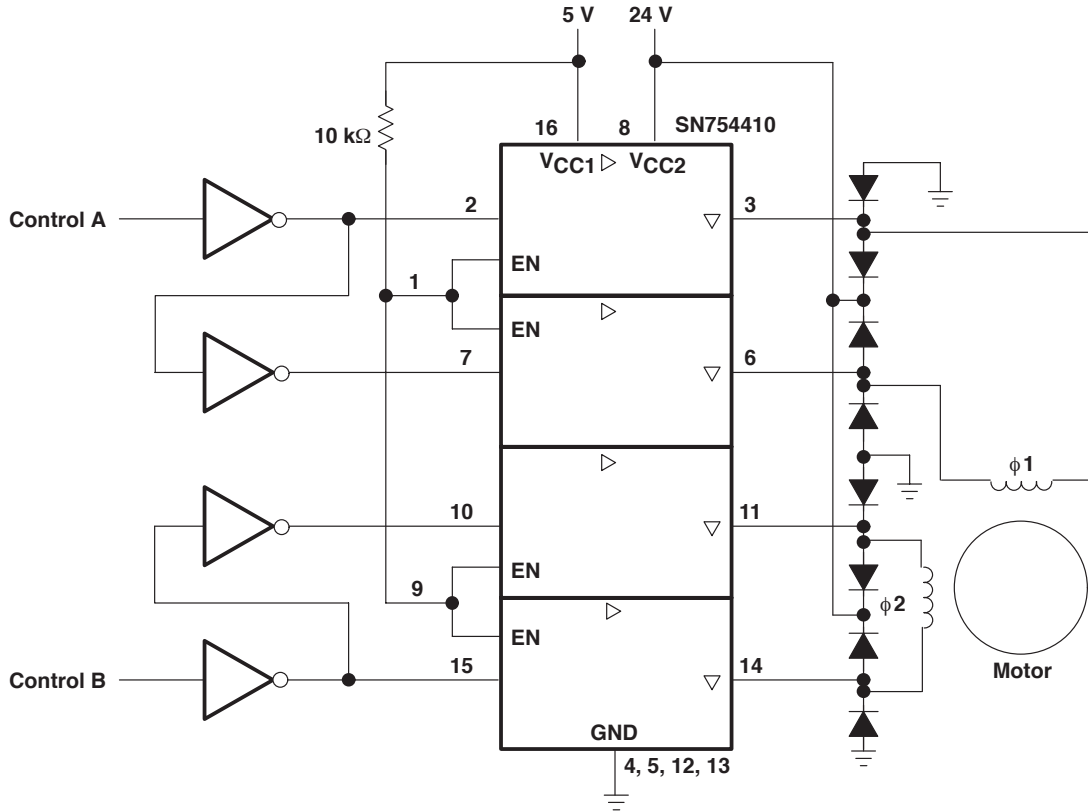 5 V 24 V
SN754410
16 8
10 kΩ
VCC1 VCC2
Control A
2 3
EN
1
EN
7 6
ϕ1
10 11
EN
9
ϕ2
EN
Motor
Control B
15 14
GND
4, 5, 12, 13